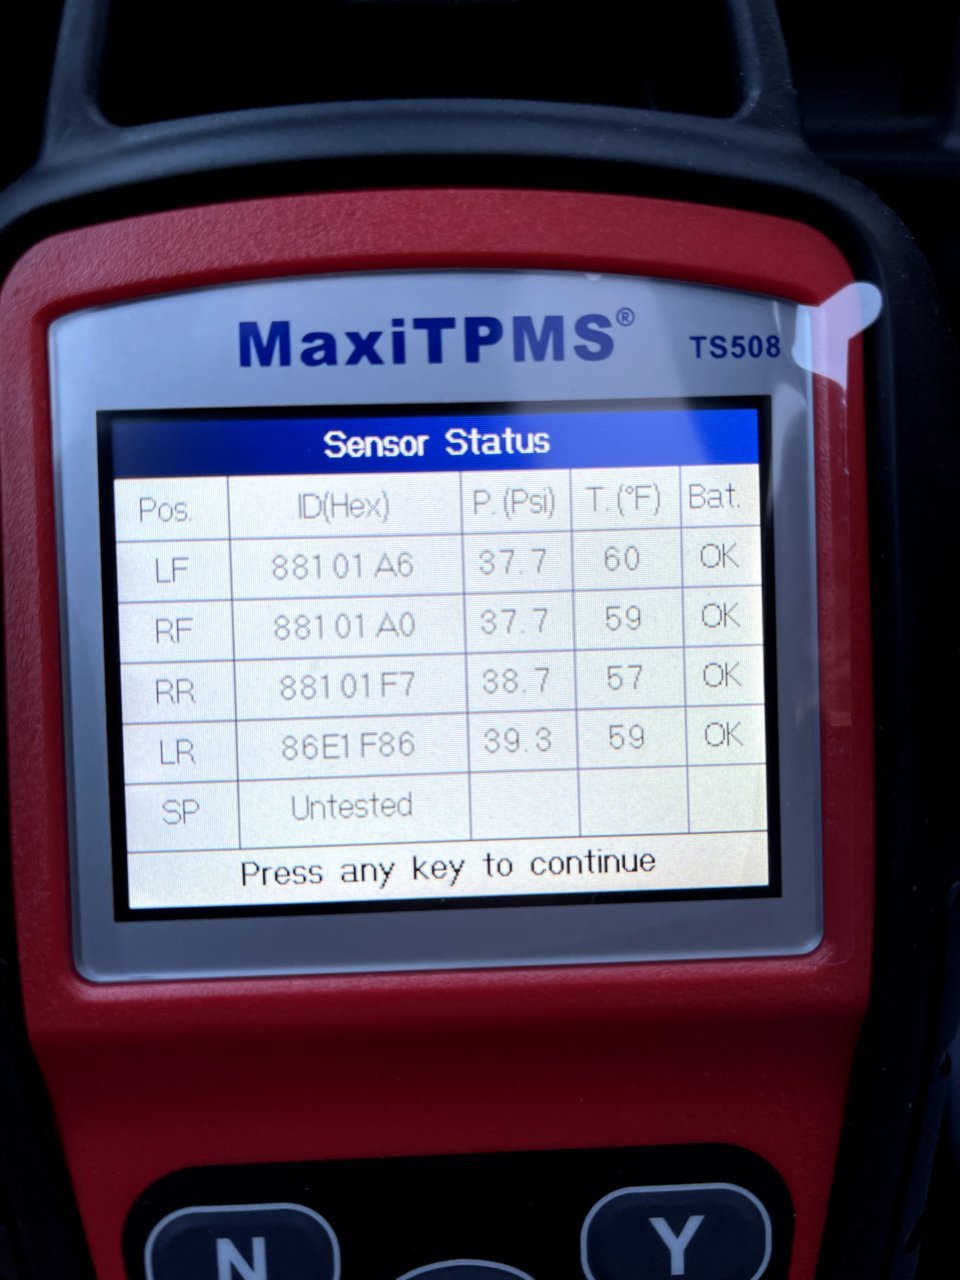 MaxiTPMS® TS508
Sensor Status
Pos. ID(Hex) P.(Psi) T.(°F) Bat.
LF 88101A6 37.7 60 OK
RF 88101A0 37.7 59 OK
RR 88101F7 38.7 57 OK
LR 86E1F86 39.3 59 OK
SP Untested
Press any key to continue
N Y